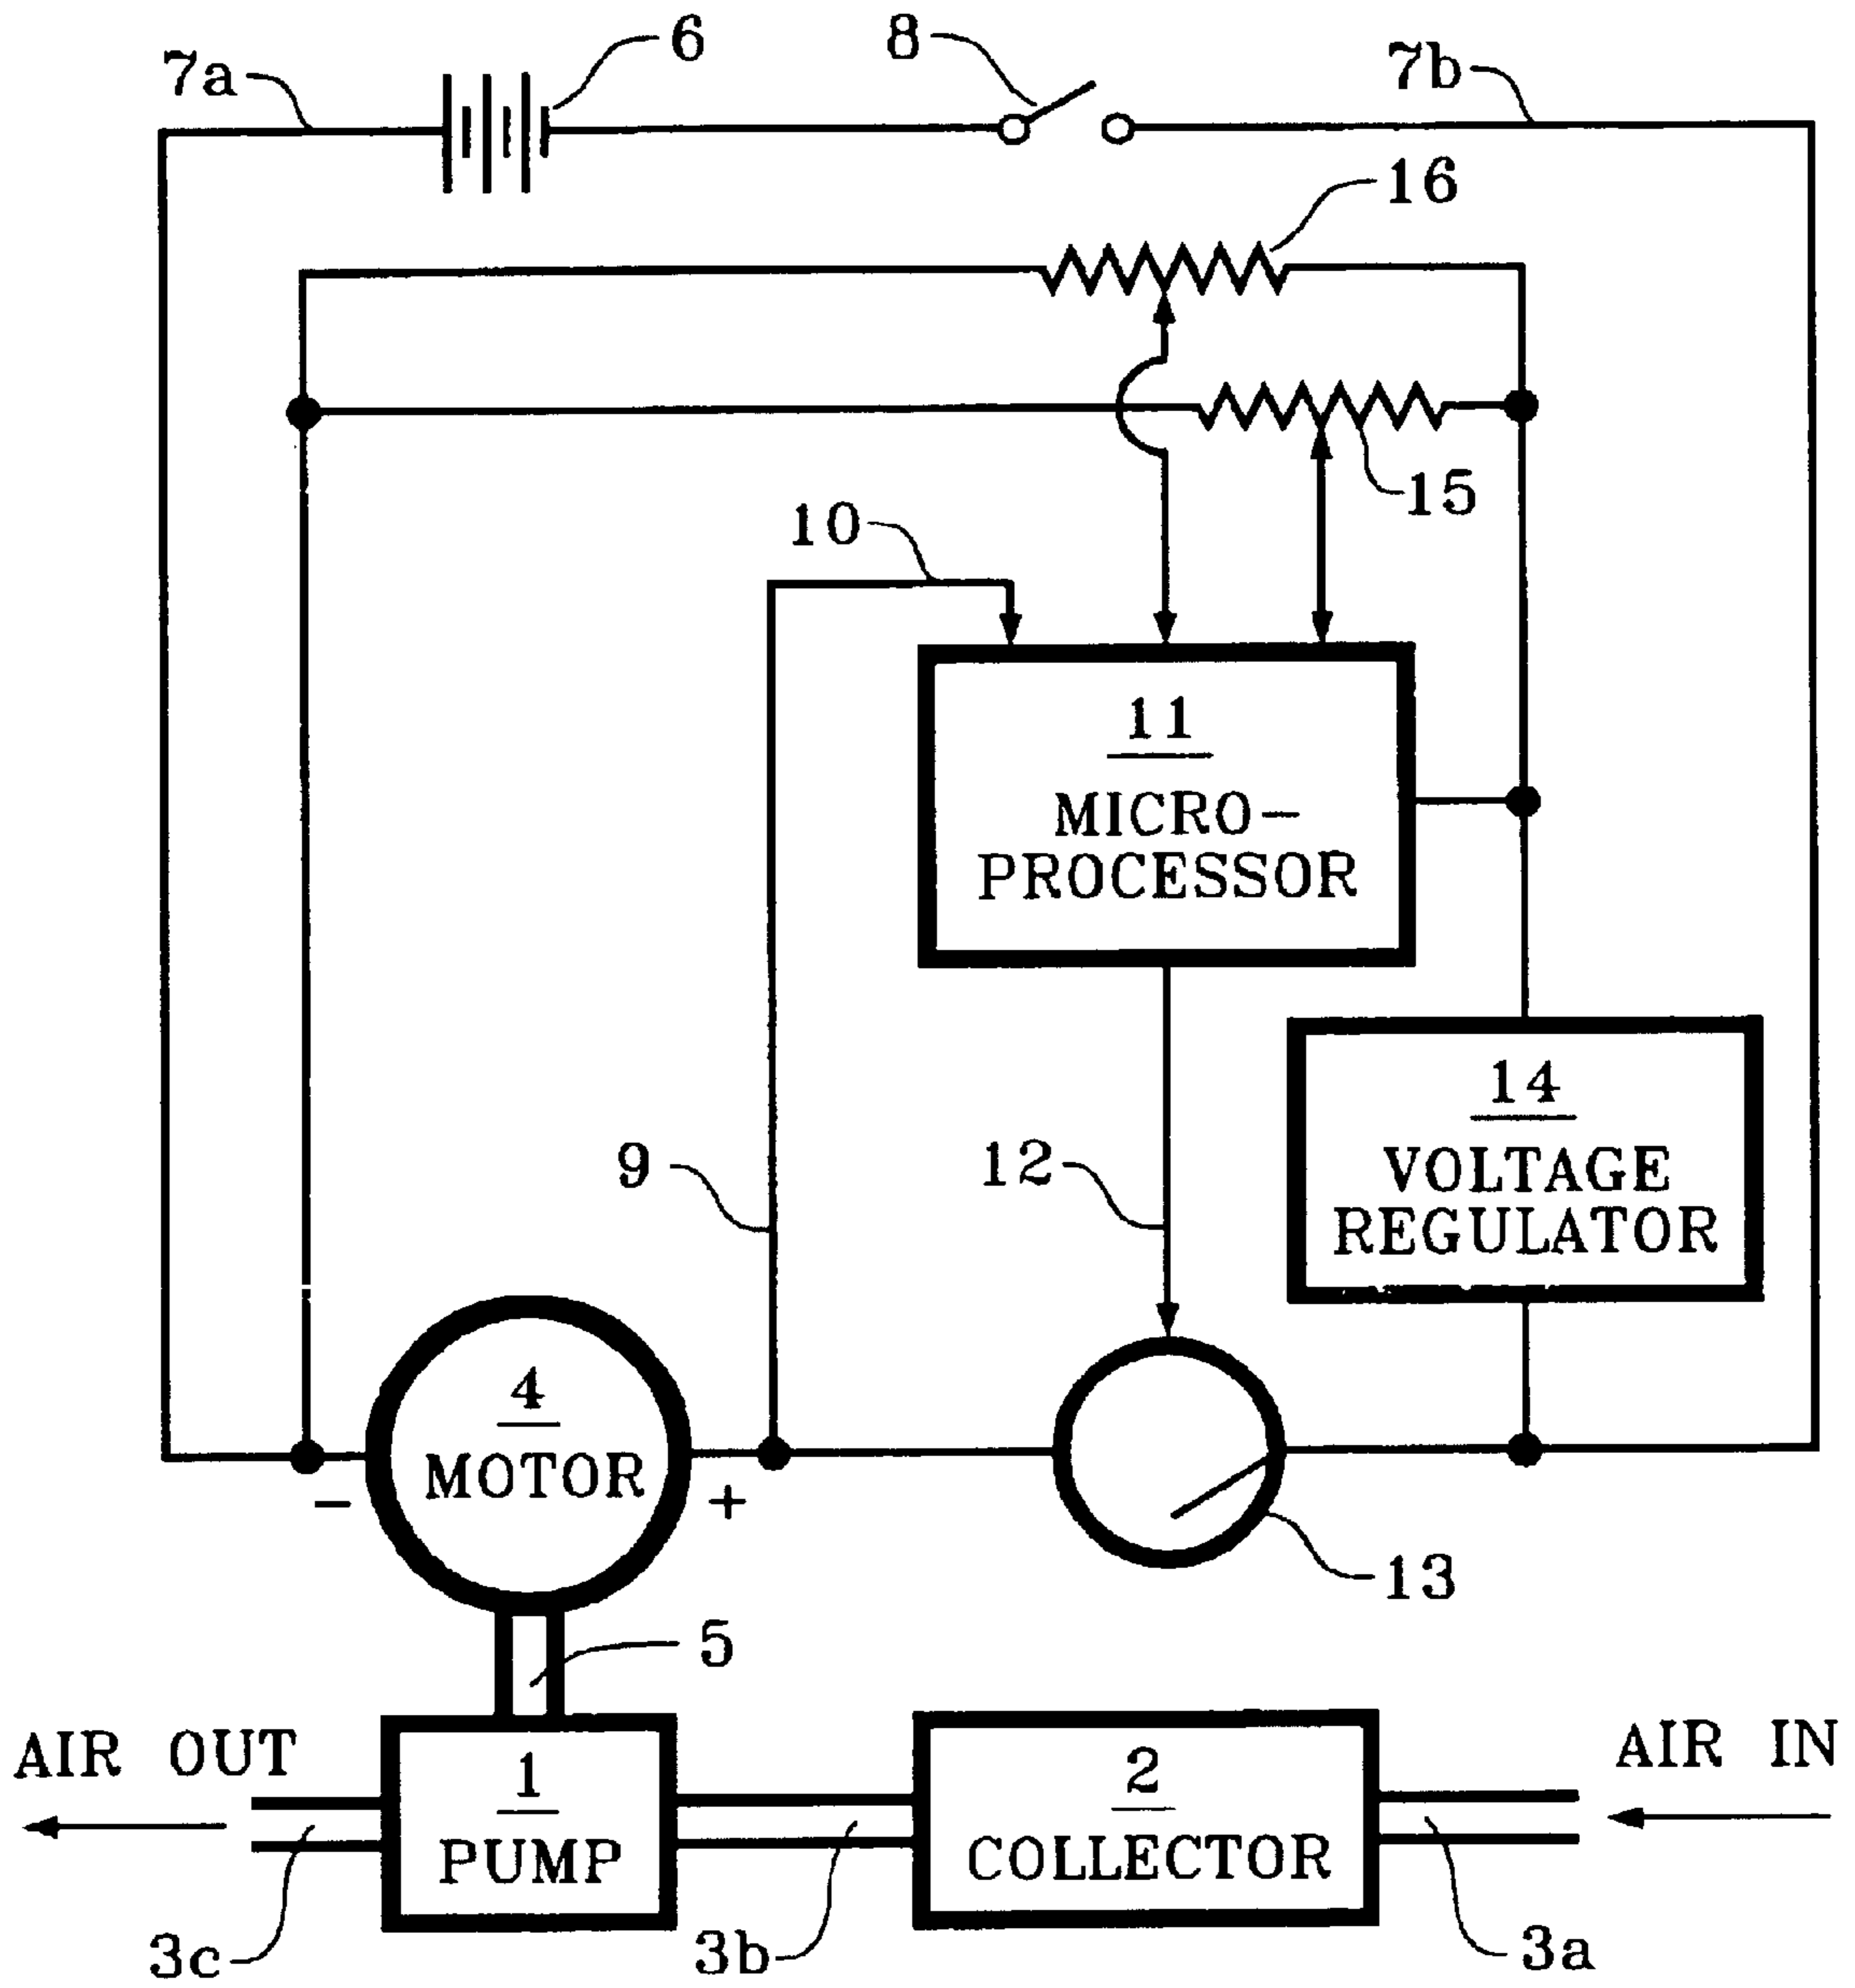 6
8
7a
7b
16
15
10
11
MICRO-
PROCESSOR
14
VOLTAGE
REGULATOR
9
12
4
MOTOR
-
+
13
5
AIR OUT
AIR IN
1
PUMP
2
COLLECTOR
3c
3b
3a